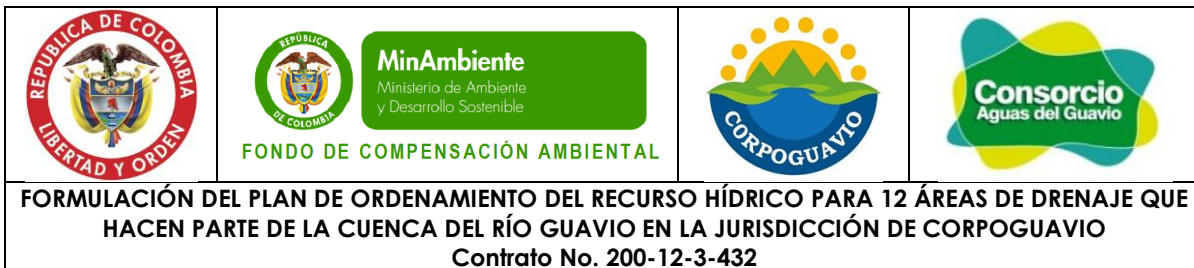 REPUBLICA DE COLOMBIA
LIBERTAD Y ORDEN
REPÚBLICA
DE COLOMBIA
MinAmbiente
Ministerio de Ambiente
y Desarrollo Sostenible
FONDO DE COMPENSACIÓN AMBIENTAL
CORPOGUAVIO
Consorcio
Aguas del Guavio
FORMULACIÓN DEL PLAN DE ORDENAMIENTO DEL RECURSO HÍDRICO PARA 12 ÁREAS DE DRENAJE QUE
HACEN PARTE DE LA CUENCA DEL RÍO GUAVIO EN LA JURISDICCIÓN DE CORPOGUAVIO
Contrato No. 200-12-3-432